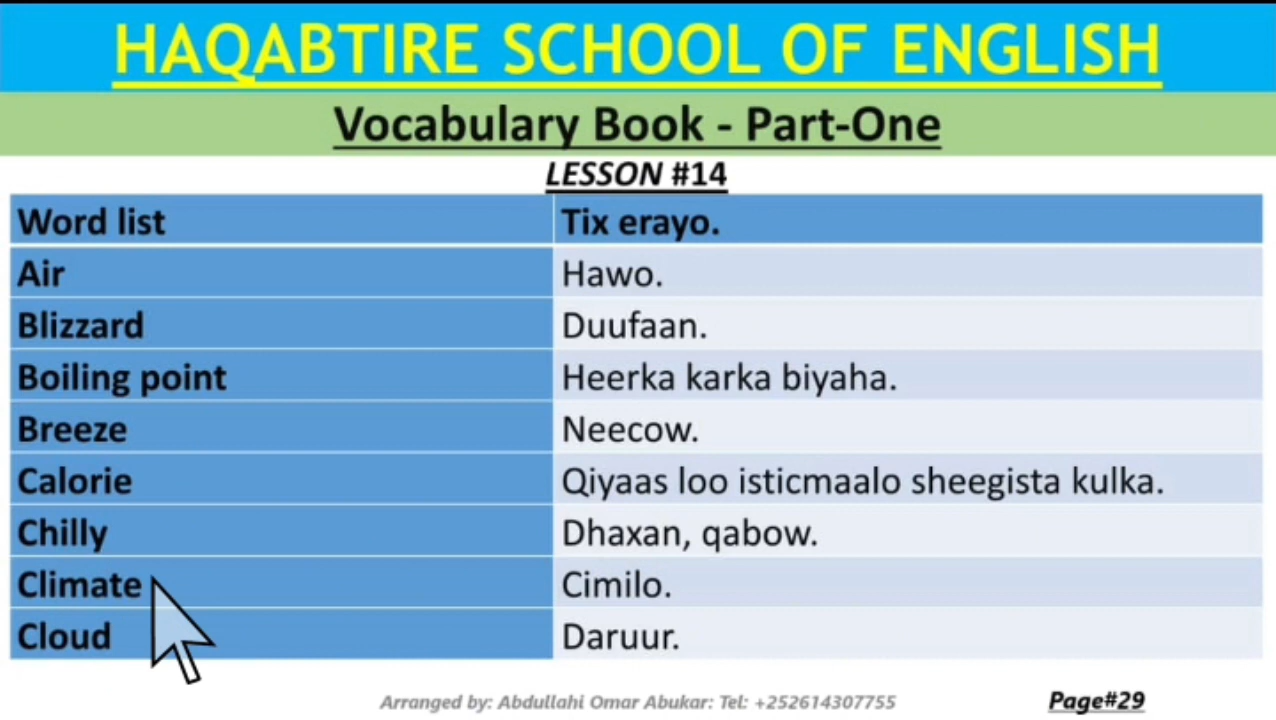 HAQABTIRE SCHOOL OF ENGLISH
Vocabulary Book - Part-One
LESSON #14
Word list Tix erayo.
Air Hawo.
Blizzard Duufaan.
Boiling point Heerka karka biyaha.
Breeze Neecow.
Calorie Qiyaas loo isticmaalo sheegista kulka.
Chilly Dhaxan, qabow.
Climate Cimilo.
Cloud Daruur.
Arranged by: Abdullahi Omar Abukar: Tel: +252614307755 Page#29